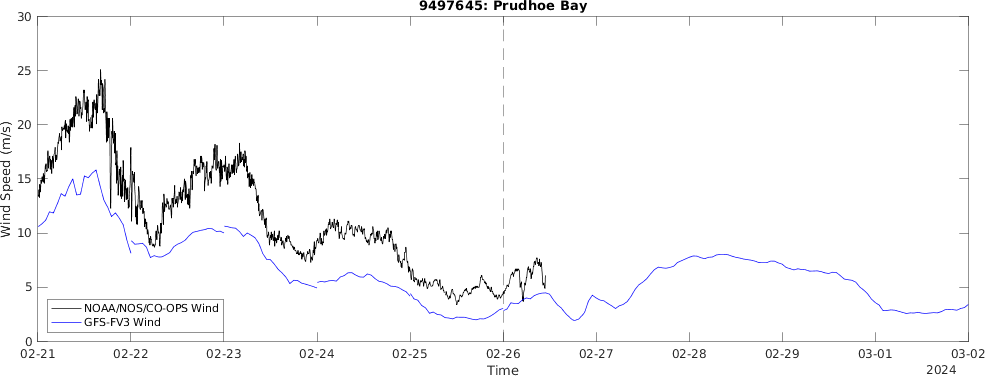 9497645: Prudhoe Bay
30
25
20
15
10
5
0
Wind Speed (m/s)
NOAA/NOS/CO-OPS Wind
GFS-FV3 Wind
02-21 02-22 02-23 02-24 02-25 02-26 02-27 02-28 02-29 03-01 03-02
Time
2024